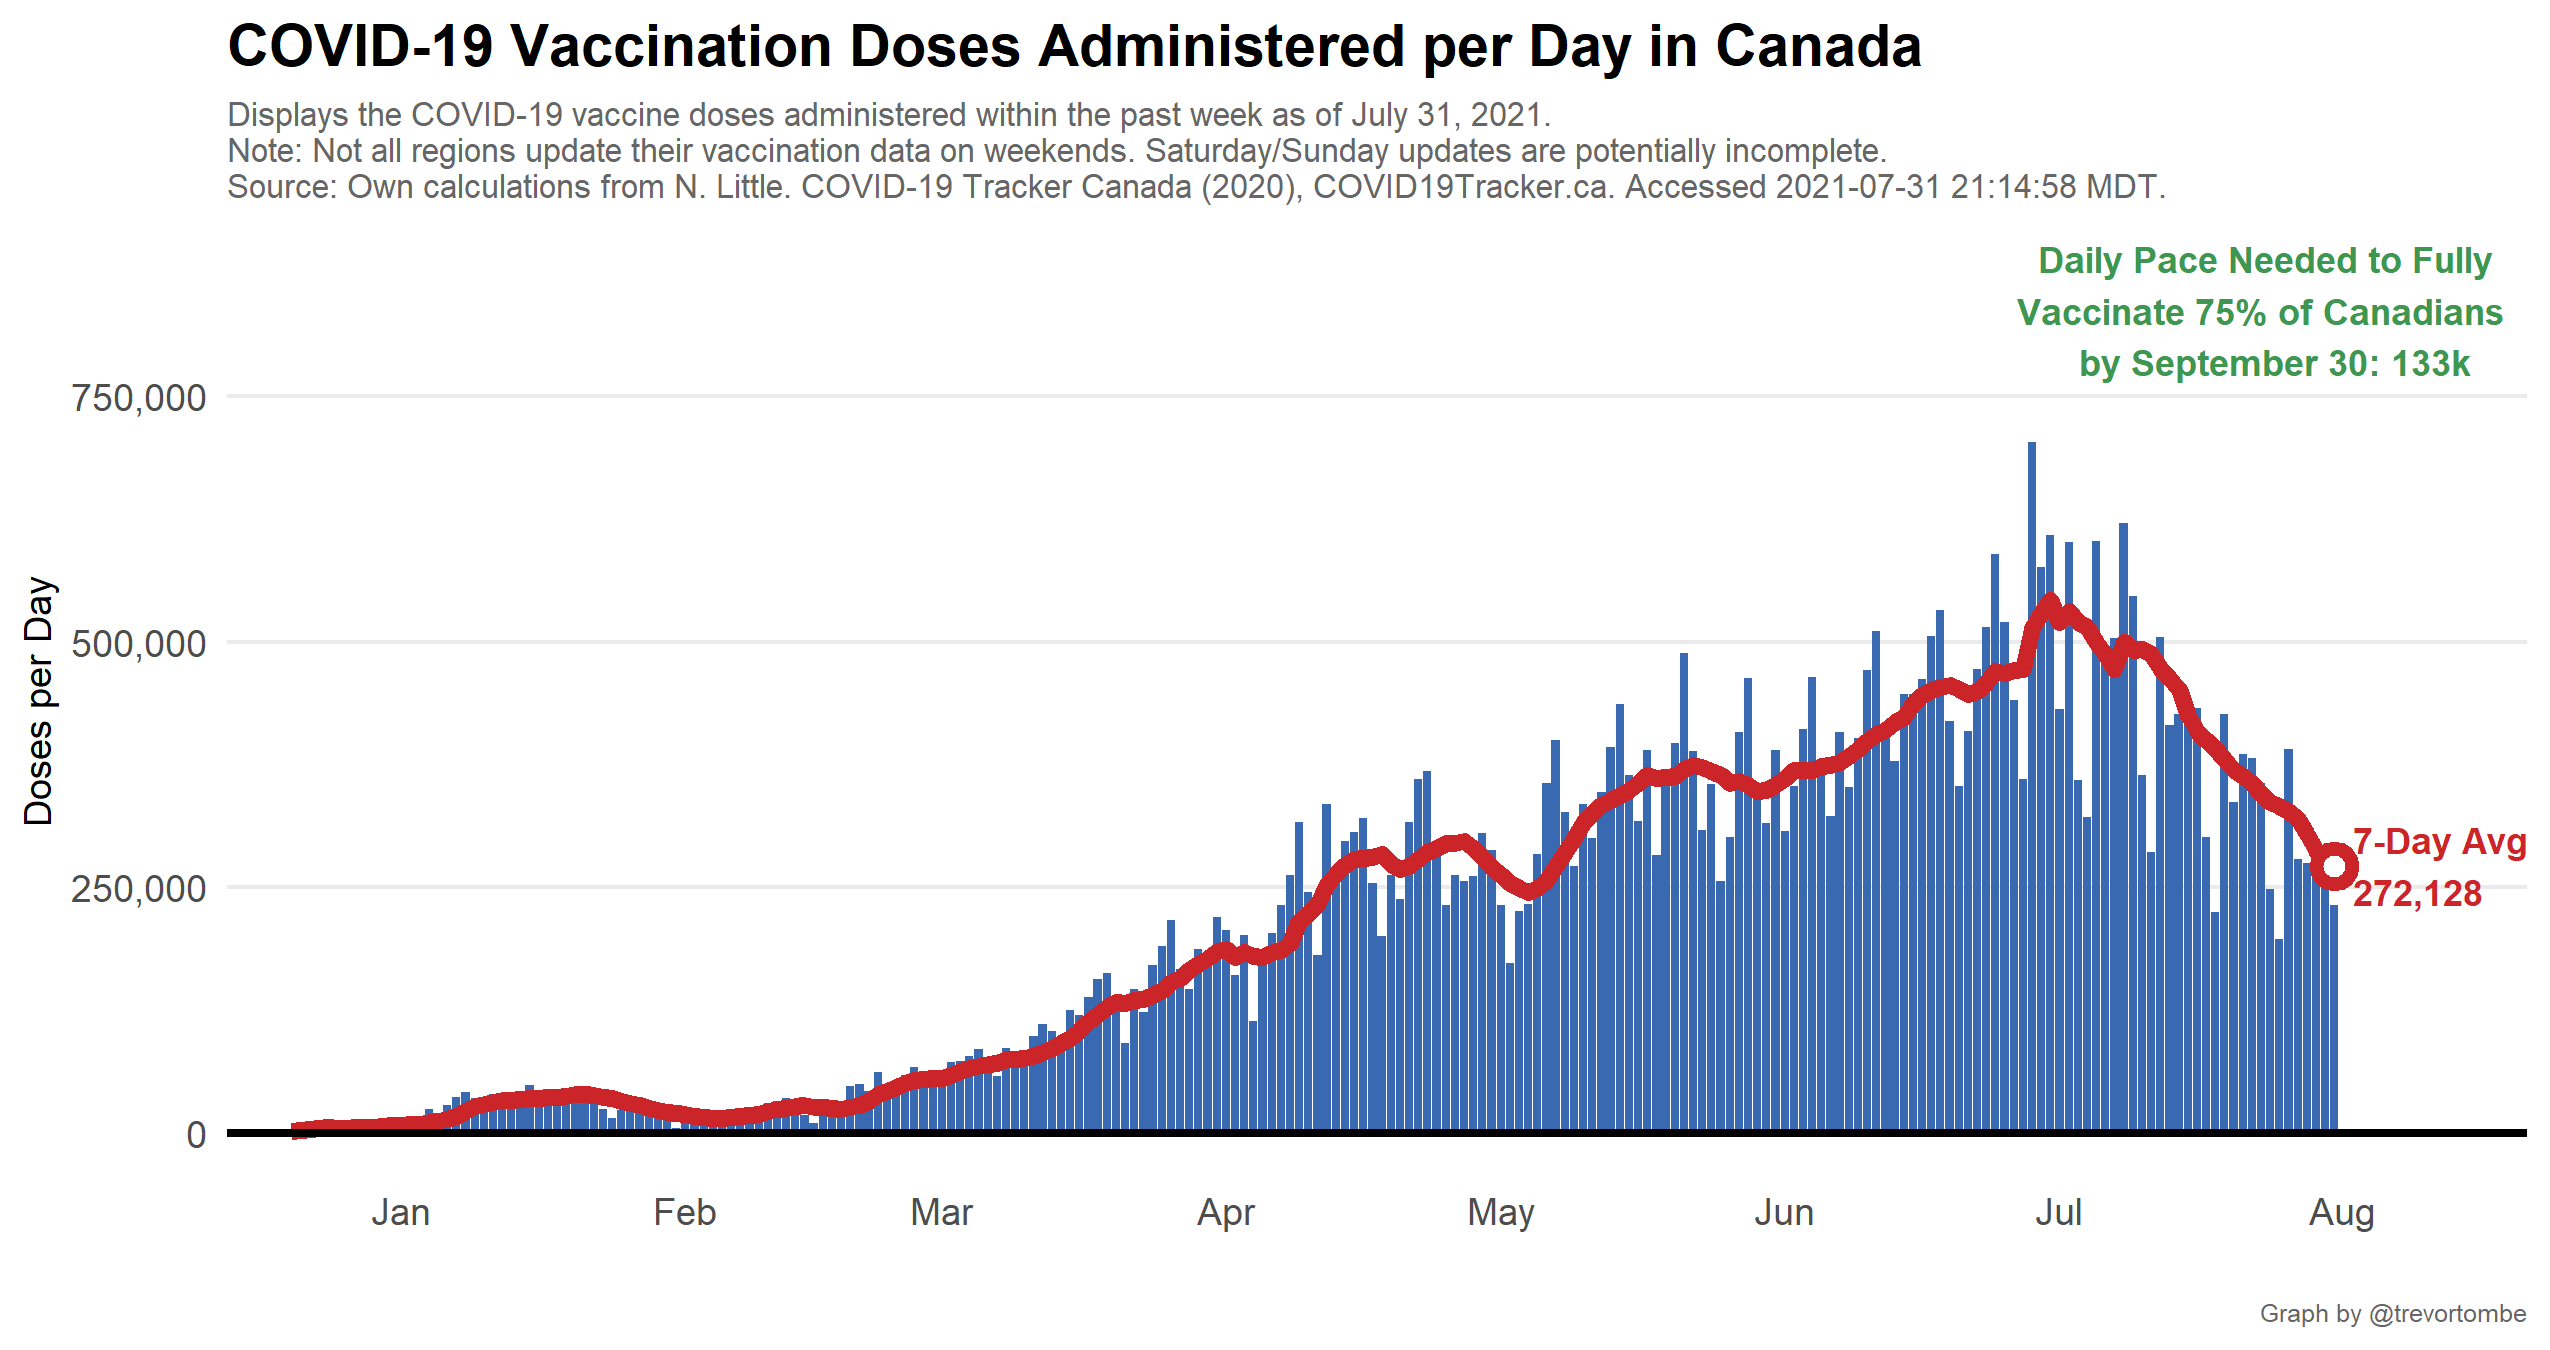 COVID-19 Vaccination Doses Administered per Day in Canada
Displays the COVID-19 vaccine doses administered within the past week as of July 31, 2021.
Note: Not all regions update their vaccination data on weekends. Saturday/Sunday updates are potentially incomplete.
Source: Own calculations from N. Little. COVID-19 Tracker Canada (2020), COVID19Tracker.ca. Accessed 2021-07-31 21:14:58 MDT.
Daily Pace Needed to Fully
Vaccinate 75% of Canadians
by September 30: 133k
750,000
500,000
250,000
0
Doses per Day
7-Day Avg
272,128
Jan
Feb
Mar
Apr
May
Jun
Jul
Aug
Graph by @trevortombe